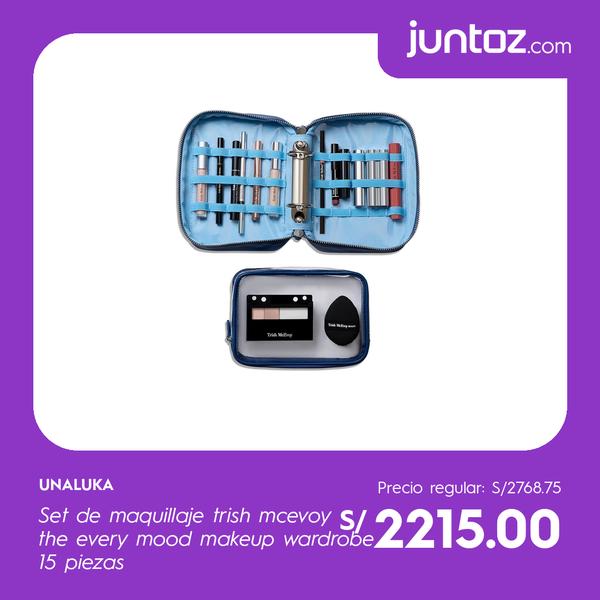 juntoz.com
Trish McEvoy
Trish McEvoy
UNALUKA
Precio regular: S/2768.75
Set de maquillaje trish mcevoy
the every mood makeup wardrobe
15 piezas
S/2215.00